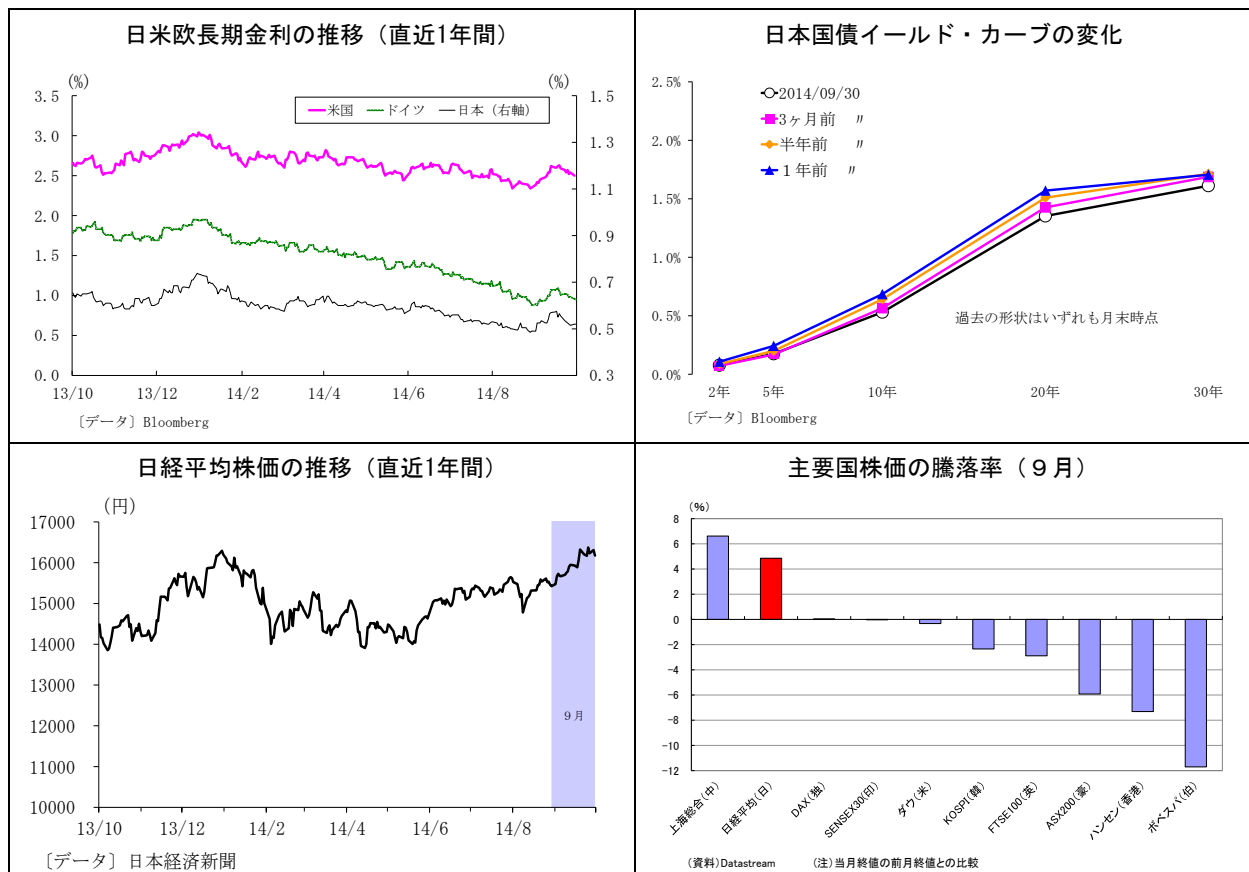 日米欧長期金利の推移（直近1年間）
(%)
(%)
米国 ドイツ 日本（右軸）
3.5
3.0
2.5
2.0
1.5
1.0
0.5
0.0
1.5
1.3
1.1
0.9
0.7
0.5
0.3
13/10 13/12 14/2 14/4 14/6 14/8
〔データ〕Bloomberg
日本国債イールド・カーブの変化
2.5%
2.0%
1.5%
1.0%
0.5%
0.0%
2014/09/30
3ヶ月前 〃
半年前 〃
1年前 〃
過去の形状はいずれも月末時点
2年 5年 10年 20年 30年
〔データ〕Bloomberg
日経平均株価の推移（直近1年間）
（円）
17000
16000
15000
14000
13000
12000
11000
10000
9月
13/10 13/12 14/2 14/4 14/6 14/8
〔データ〕日本経済新聞
主要国株価の騰落率（９月）
(%)
8
6
4
2
0
-2
-4
-6
-8
-10
-12
上海総合(中)
日経平均(日)
DAX(独)
SENSEX30(印)
ダウ(米)
KOSPI(韓)
FTSE100(英)
ASX200(豪)
ハンセン(香港)
ボベスパ(伯)
(資料)Datastream (注)当月終値の前月終値との比較